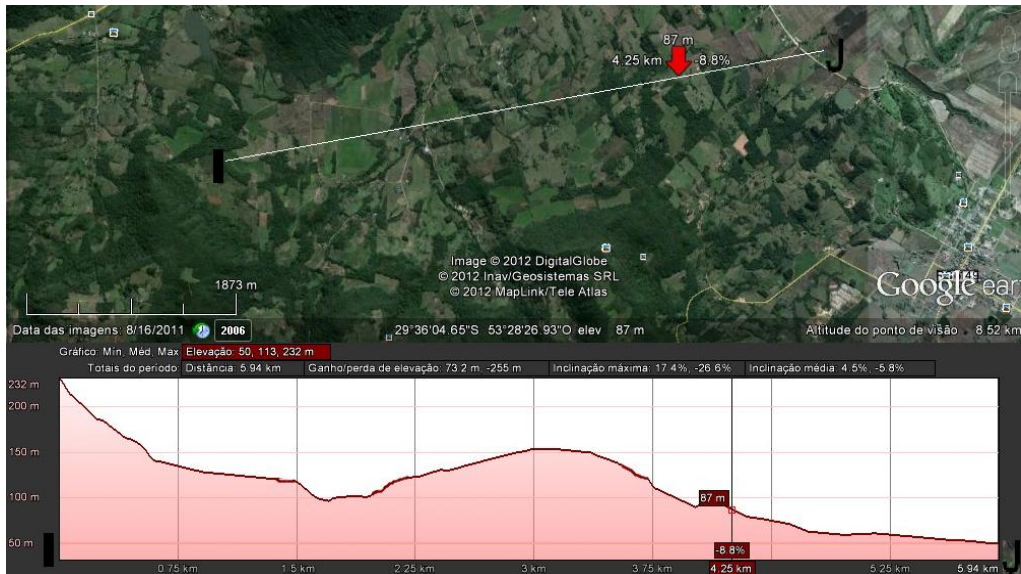 87 m
4.25 km -8.8%
J
I
Image © 2012 DigitalGlobe
© 2012 Inav/Geosistemas SRL
© 2012 MapLink/Tele Atlas
1873 m
Google ear
Data das imagens: 8/16/2011 2006 29°36'04.65"S 53°28'26.93"O elev 87 m Altitude do ponto de visão 8.52 km
Gráfico: Mín, Méd, Max Elevação: 50, 113, 232 m
Totais do período: Distância: 5.94 km Ganho/perda de elevação: 73.2 m, -255 m Inclinação máxima: 17.4%, -26.6% Inclinação média: 4.5%, -5.8%
232 m
200 m
150 m
100 m
87 m
50 m
I
J
-8.8%
0.75 km 1.5 km 2.25 km 3 km 3.75 km 4.25 km 5.25 km 5.94 km